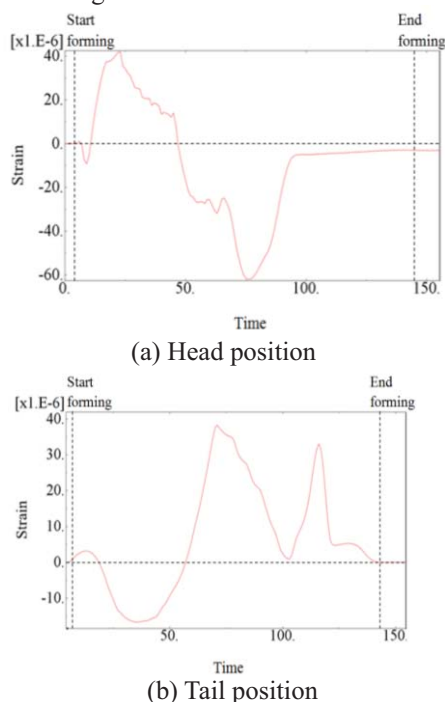 Start
End
[x1.E-6] forming
forming
40.
20.
0.
-20.
-40.
-60.
0.
50.
100.
150.
Strain
Time
(a) Head position
Start
End
[x1.E-6] forming
forming
40.
30.
20.
10.
0.
-10.
50.
100.
150.
Strain
Time
(b) Tail position